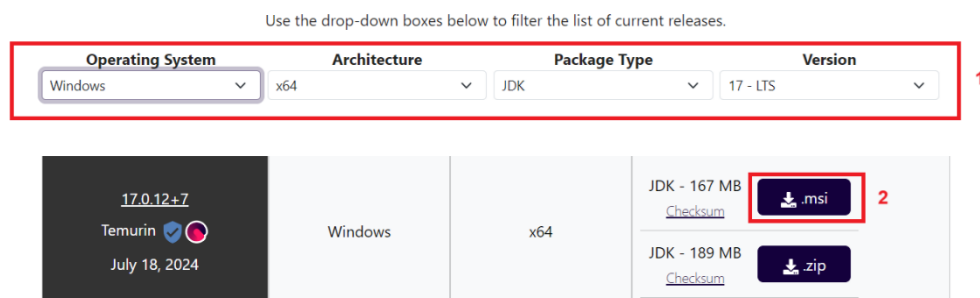 Use the drop-down boxes below to filter the list of current releases.
Operating System Architecture Package Type Version
Windows x64 JDK 17 - LTS
1
17.0.12+7
Temurin
July 18, 2024
Windows
x64
JDK - 167 MB
Checksum
.msi
2
JDK - 189 MB
Checksum
.zip